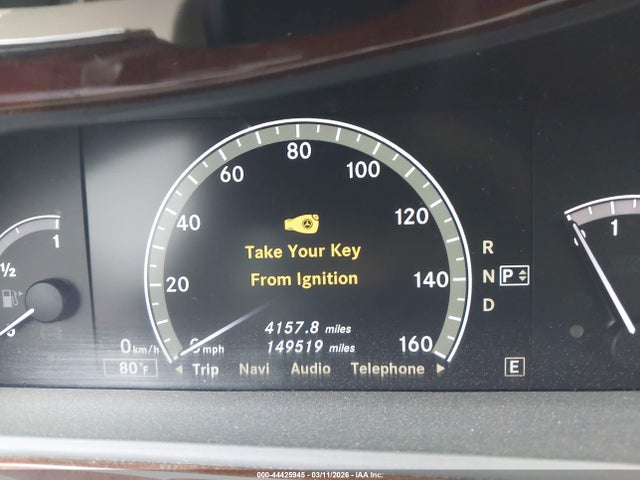 80
60
100
40
120
1
Take Your Key
R
1/2
20
From Ignition
140
N P
D
4157.8 miles
0 km/h
mph
149519 miles
160
80°F
Trip Navi Audio Telephone
E
1
000-44425945 - 03/11/2026 - IAA Inc.